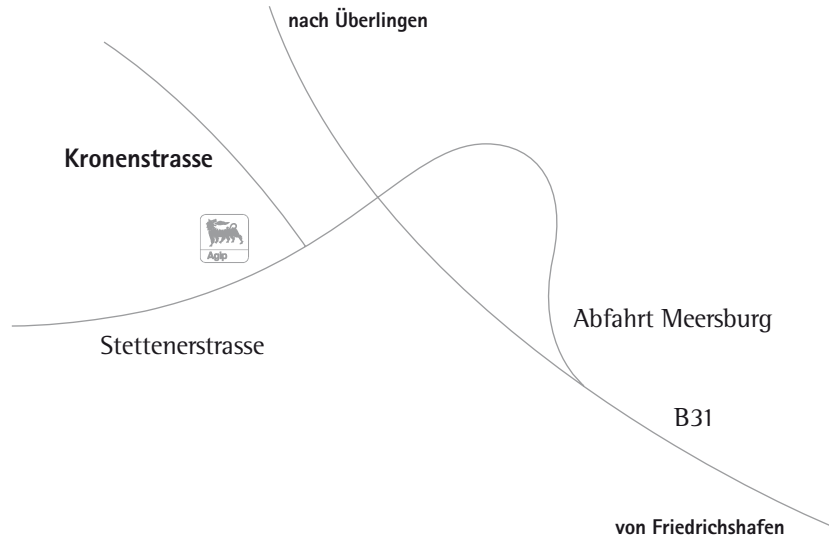 nach Überlingen
Kronenstrasse
Agip
Abfahrt Meersburg
Stettenerstrasse
B31
von Friedrichshafen